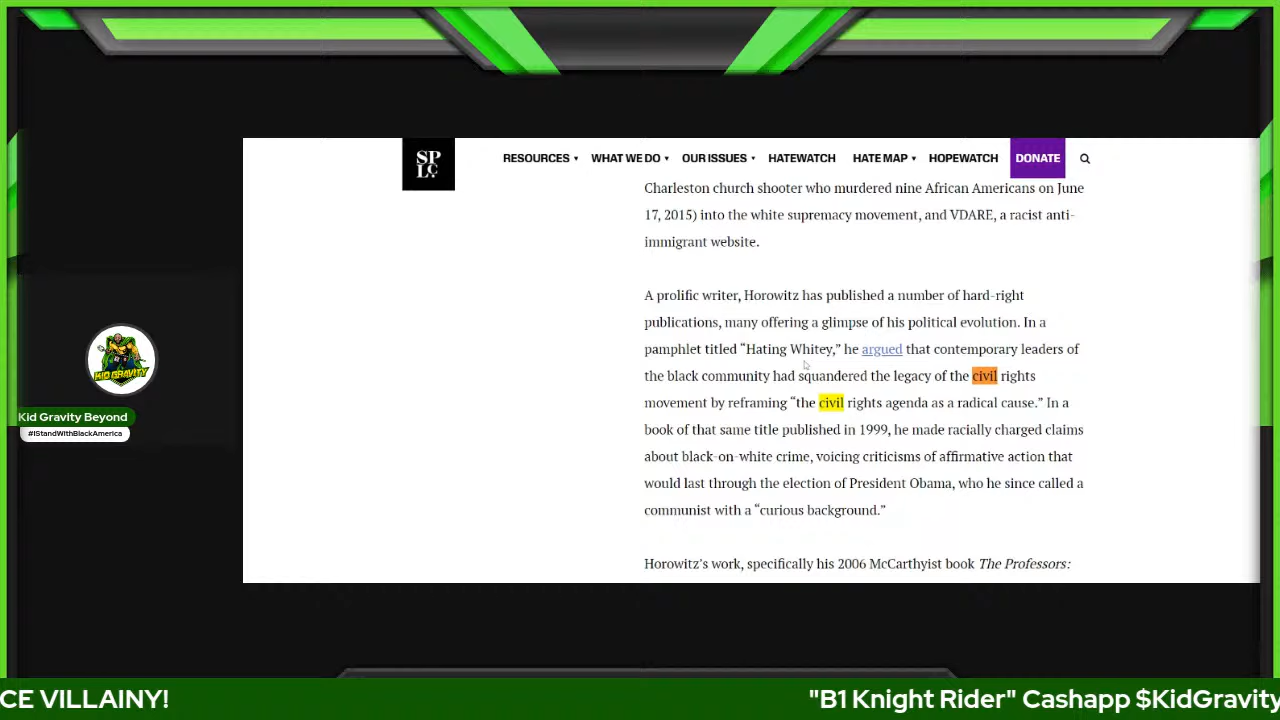 SP
LC
RESOURCES ▾ WHAT WE DO ▾ OUR ISSUES ▾ HATEWATCH HATE MAP ▾ HOPEWATCH DONATE
Charleston church shooter who murdered nine African Americans on June
17, 2015) into the white supremacy movement, and VDARE, a racist anti-
immigrant website.
A prolific writer, Horowitz has published a number of hard-right
publications, many offering a glimpse of his political evolution. In a
pamphlet titled “Hating Whitey,” he argued that contemporary leaders of
the black community had squandered the legacy of the civil rights
movement by reframing “the civil rights agenda as a radical cause.” In a
book of that same title published in 1999, he made racially charged claims
about black-on-white crime, voicing criticisms of affirmative action that
would last through the election of President Obama, who he since called a
communist with a “curious background.”
Horowitz’s work, specifically his 2006 McCarthyist book The Professors:
KID GRAVITY
Kid Gravity Beyond
#IStandWithBlackAmerica
CE VILLAINY! "B1 Knight Rider" Cashapp $KidGravity